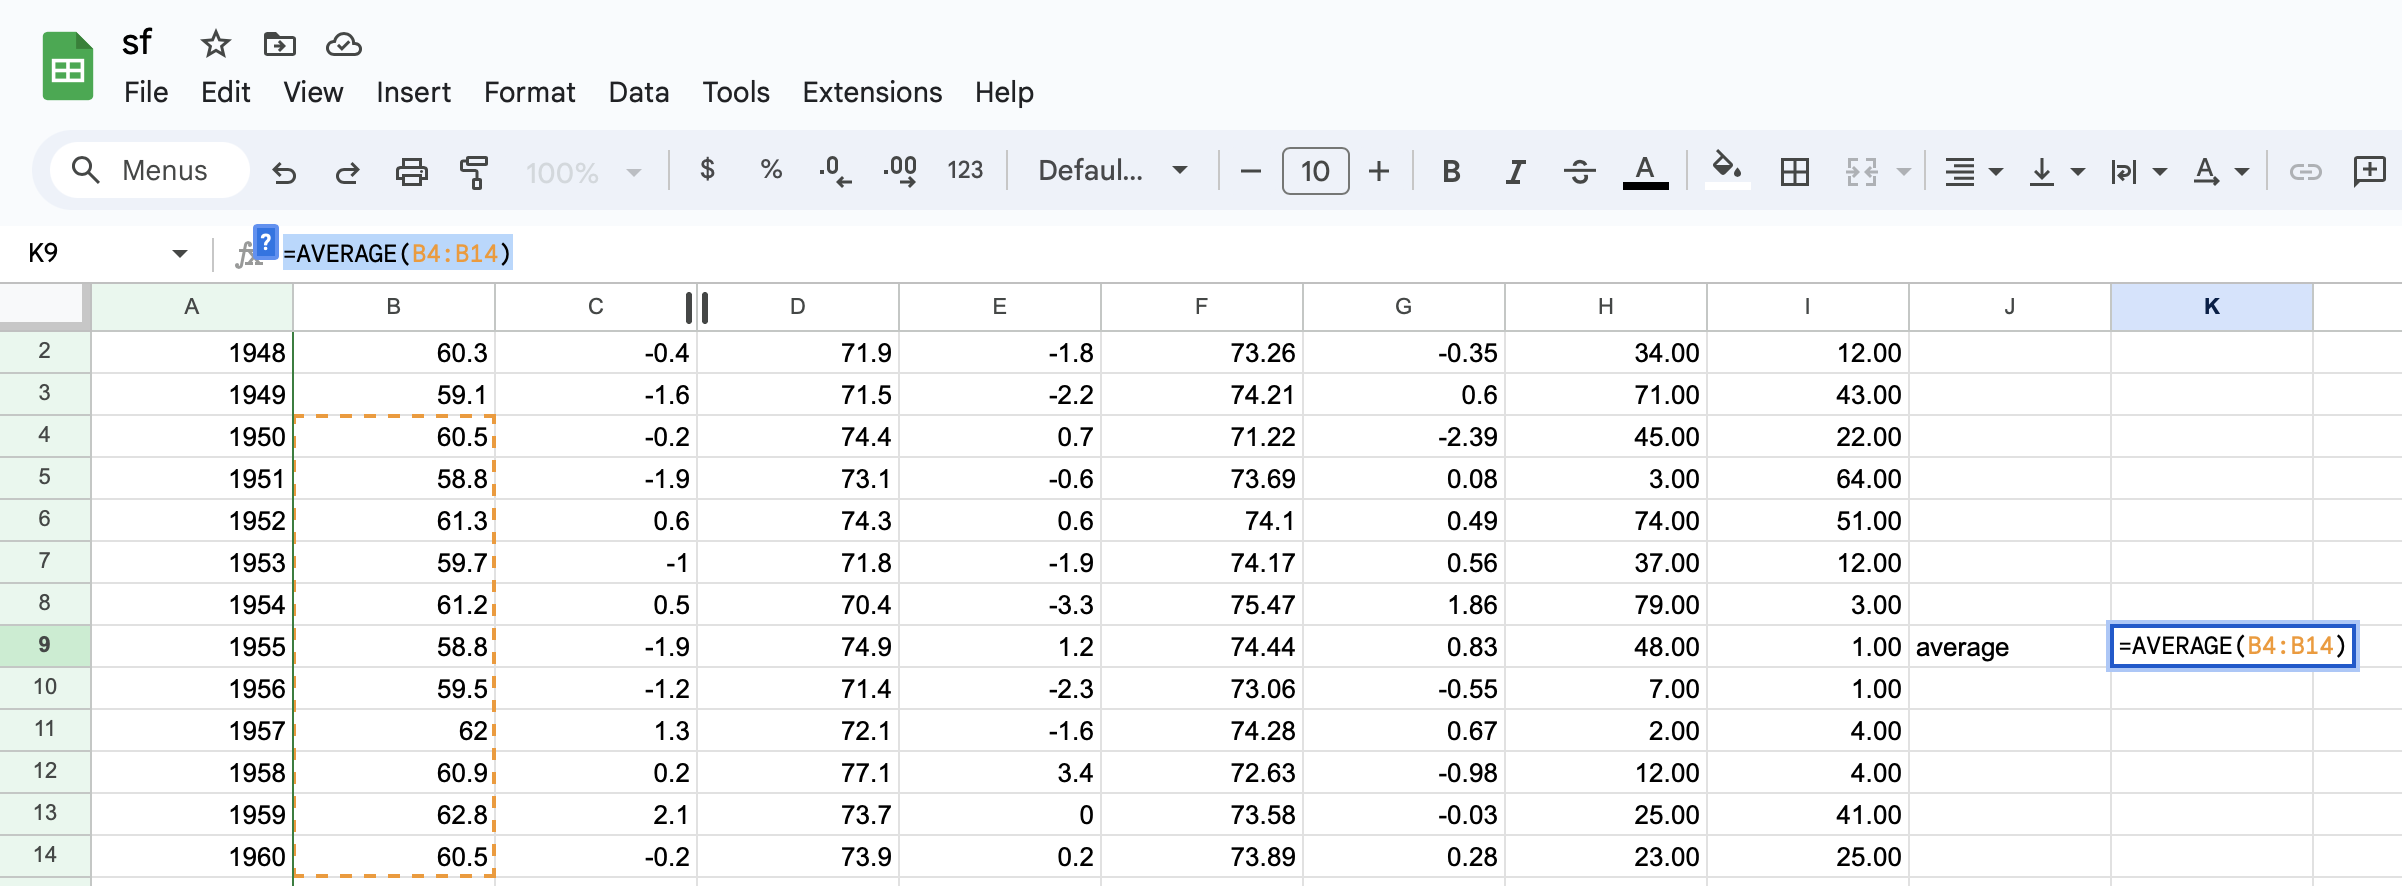 sf
File Edit View Insert Format Data Tools Extensions Help
Menus 100% $ % .0 .00 123 Defaul... − 10 + B I S A A
K9 fx ? =AVERAGE(B4:B14)
A B C D E F G H I J K
2 1948 60.3 -0.4 71.9 -1.8 73.26 -0.35 34.00 12.00
3 1949 59.1 -1.6 71.5 -2.2 74.21 0.6 71.00 43.00
4 1950 60.5 -0.2 74.4 0.7 71.22 -2.39 45.00 22.00
5 1951 58.8 -1.9 73.1 -0.6 73.69 0.08 3.00 64.00
6 1952 61.3 0.6 74.3 0.6 74.1 0.49 74.00 51.00
7 1953 59.7 -1 71.8 -1.9 74.17 0.56 37.00 12.00
8 1954 61.2 0.5 70.4 -3.3 75.47 1.86 79.00 3.00
9 1955 58.8 -1.9 74.9 1.2 74.44 0.83 48.00 1.00 average =AVERAGE(B4:B14)
10 1956 59.5 -1.2 71.4 -2.3 73.06 -0.55 7.00 1.00
11 1957 62 1.3 72.1 -1.6 74.28 0.67 2.00 4.00
12 1958 60.9 0.2 77.1 3.4 72.63 -0.98 12.00 4.00
13 1959 62.8 2.1 73.7 0 73.58 -0.03 25.00 41.00
14 1960 60.5 -0.2 73.9 0.2 73.89 0.28 23.00 25.00